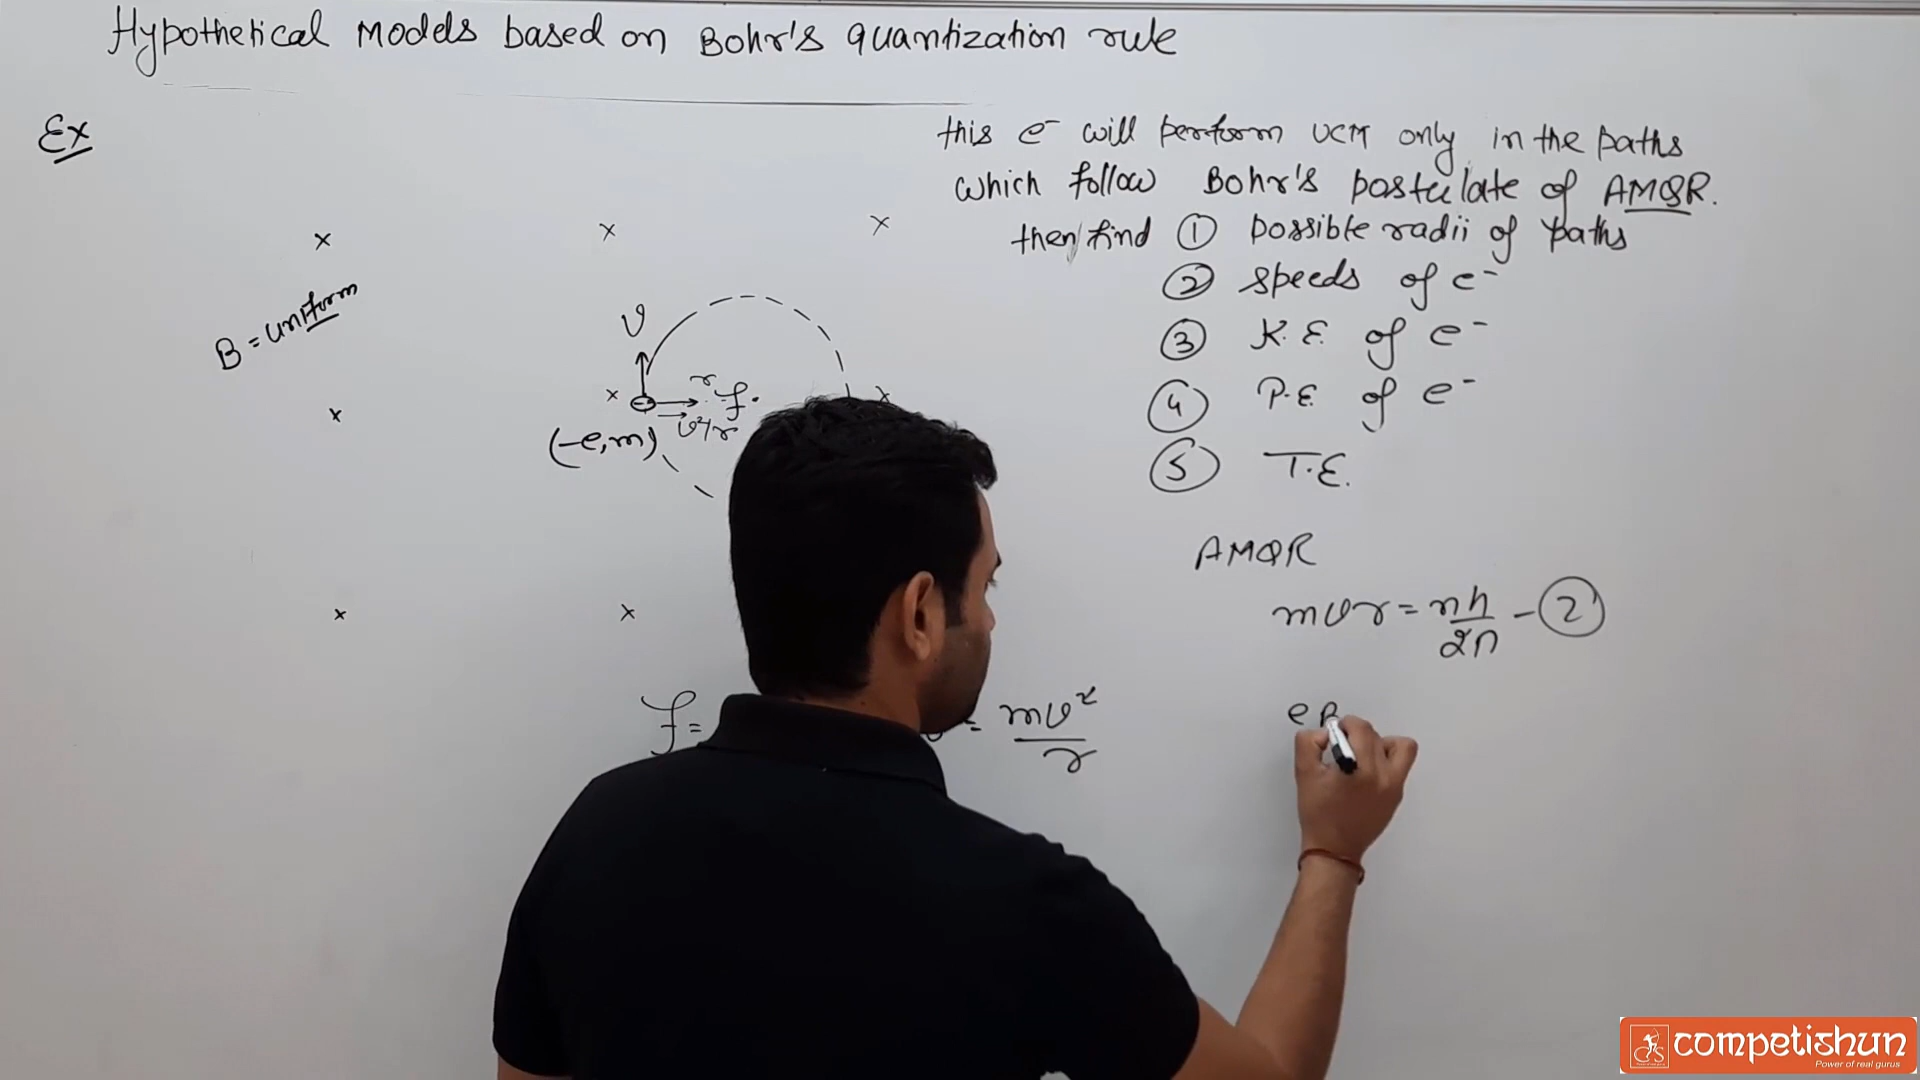 Hypothetical Models based on Bohr's quantization rule
Ex
this e⁻ will perform UCM only in the paths
which follow Bohr's postulate of AMQR.
then find ① possible radii of paths
② speeds of e⁻
③ K.E. of e⁻
④ P.E of e⁻
⑤ T.E.
x x x
B = uniform
v
x r f x
v²/r
(-e, m)
x
x x
AMQR
mvr = nh/2π - ②
f = = mv²/r
eB
competishun
Power of real gurus